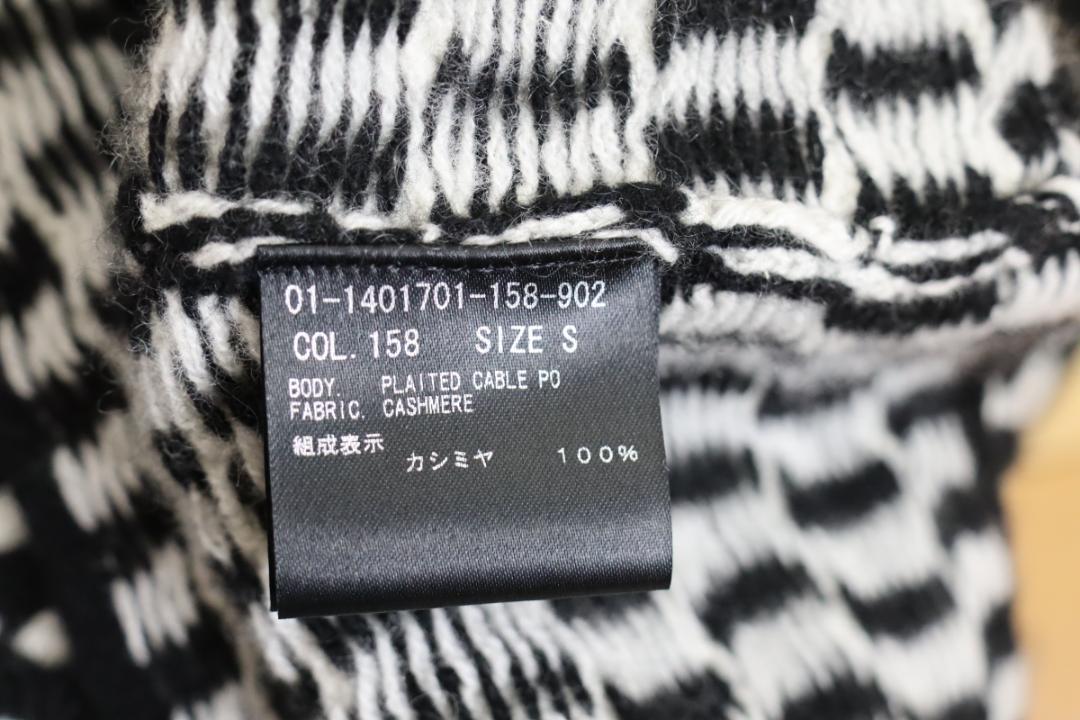 01-1401701-158-902
COL. 158 SIZE S
BODY. PLAITED CABLE PO
FABRIC. CASHMERE
組成表示
カシミヤ 100%